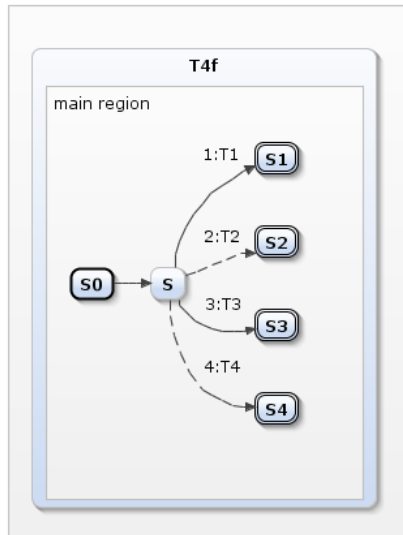 T4f
main region
1:T1
S1
2:T2
S2
S0
S
3:T3
S3
4:T4
S4